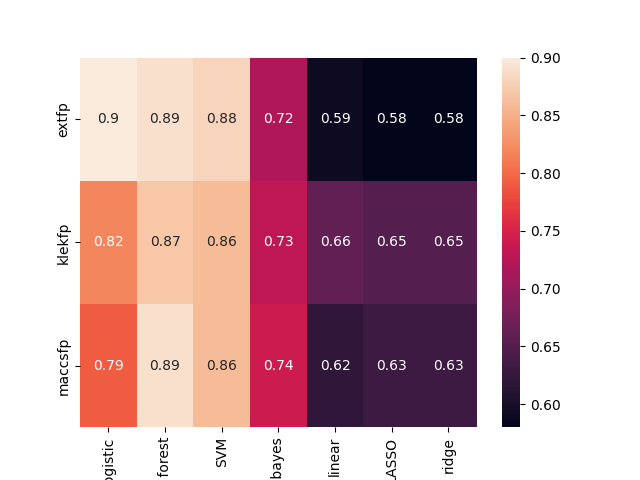 extfp 0.9 0.89 0.88 0.72 0.59 0.58 0.58
klekfp 0.82 0.87 0.86 0.73 0.66 0.65 0.65
maccsfp 0.79 0.89 0.86 0.74 0.62 0.63 0.63
ogistic forest SVM bayes linear ASSO ridge
0.90
0.85
0.80
0.75
0.70
0.65
0.60